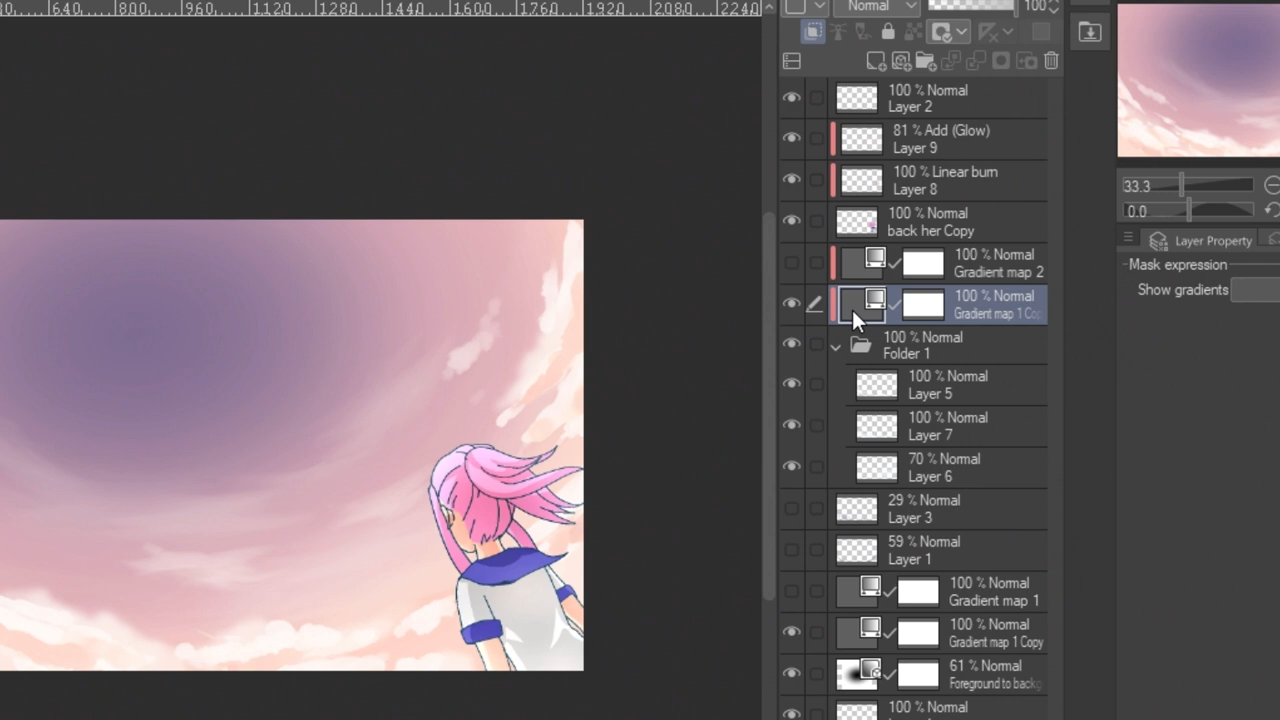 640 800 960 1120 1280 1440 1600 1760 1920 2080 2240
Normal 100
100 % Normal
Layer 2
81 % Add (Glow)
Layer 9
100 % Linear burn
Layer 8
100 % Normal
back her Copy
100 % Normal
Gradient map 2
100 % Normal
Gradient map 1 Co
100 % Normal
Folder 1
100 % Normal
Layer 5
100 % Normal
Layer 7
70 % Normal
Layer 6
29 % Normal
Layer 3
59 % Normal
Layer 1
100 % Normal
Gradient map 1
100 % Normal
Gradient map 1 Copy
61 % Normal
Foreground to backg
100 % Normal
33.3
0.0
Layer Property
Mask expression
Show gradients